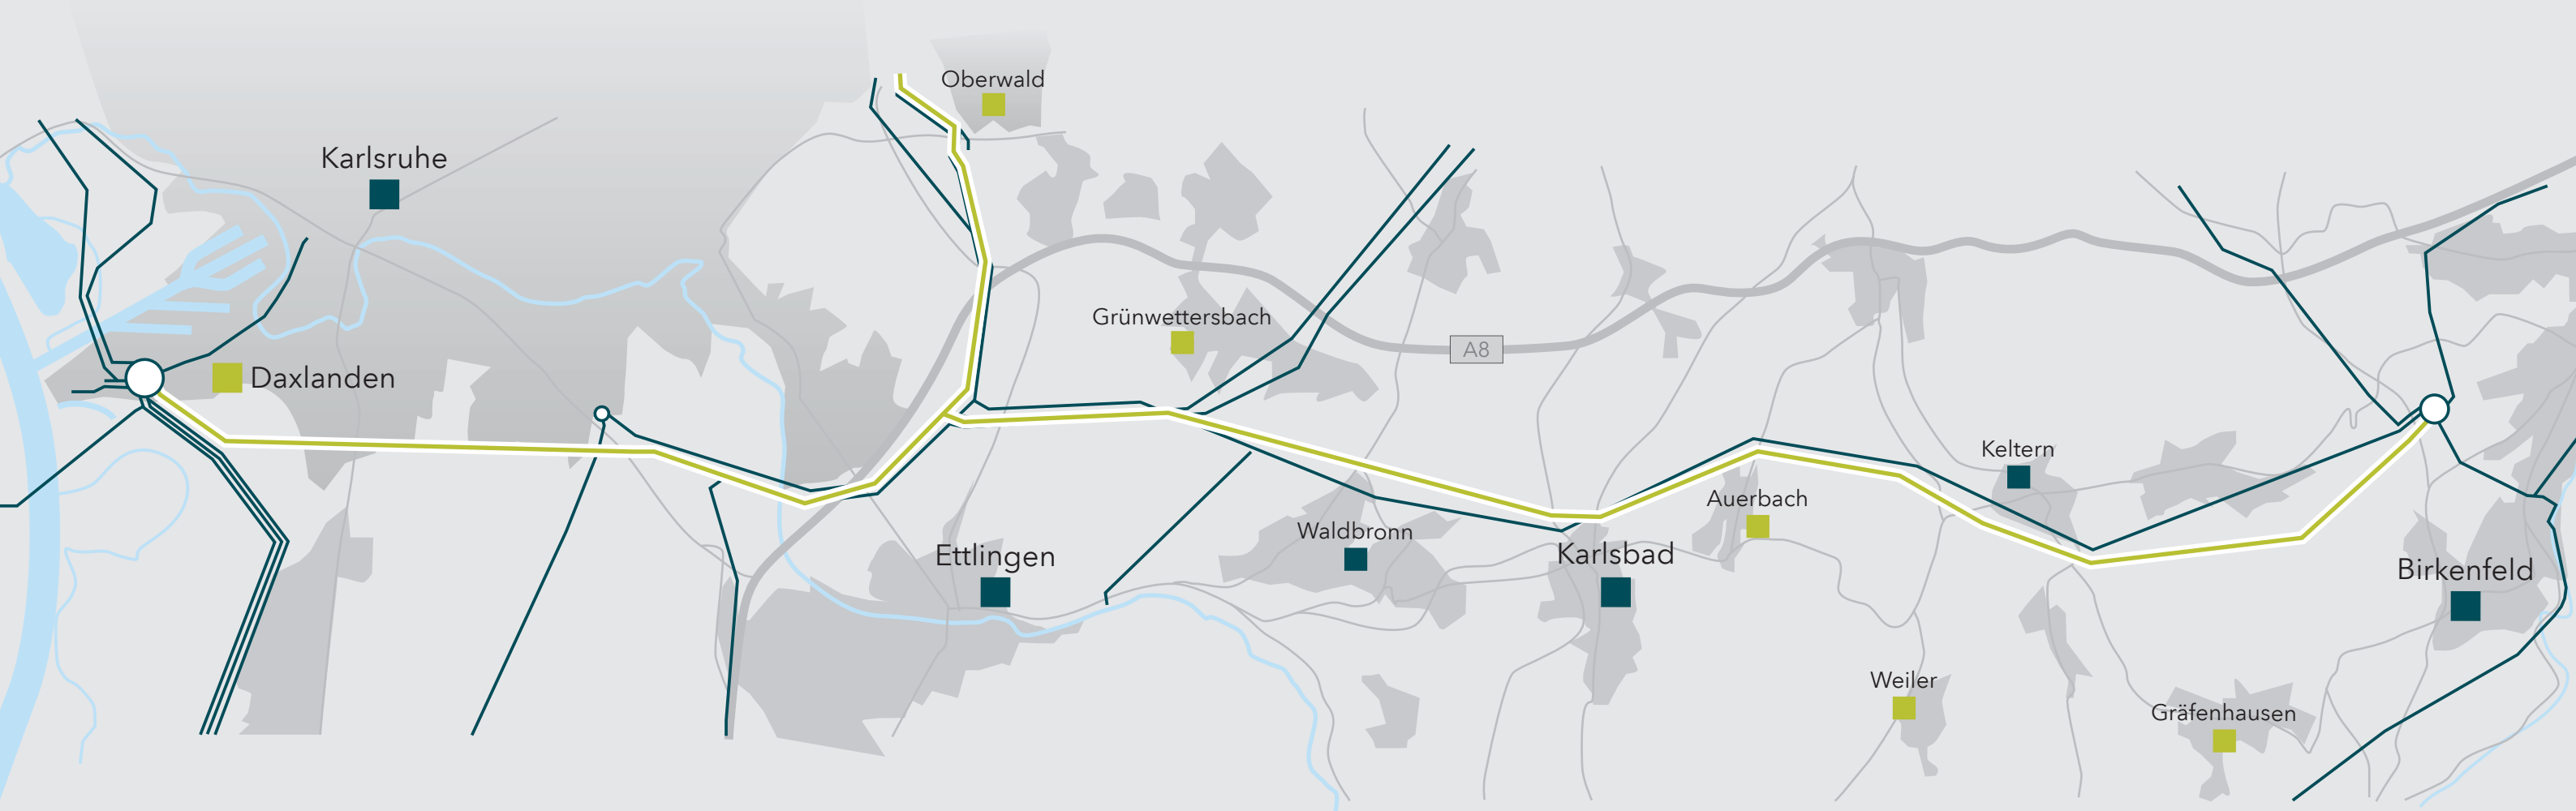 Oberwald
Karlsruhe
Grünwettersbach
A8
Daxlanden
Keltern
Auerbach
Waldbronn
Ettlingen
Karlsbad
Birkenfeld
Weiler
Gräfenhausen